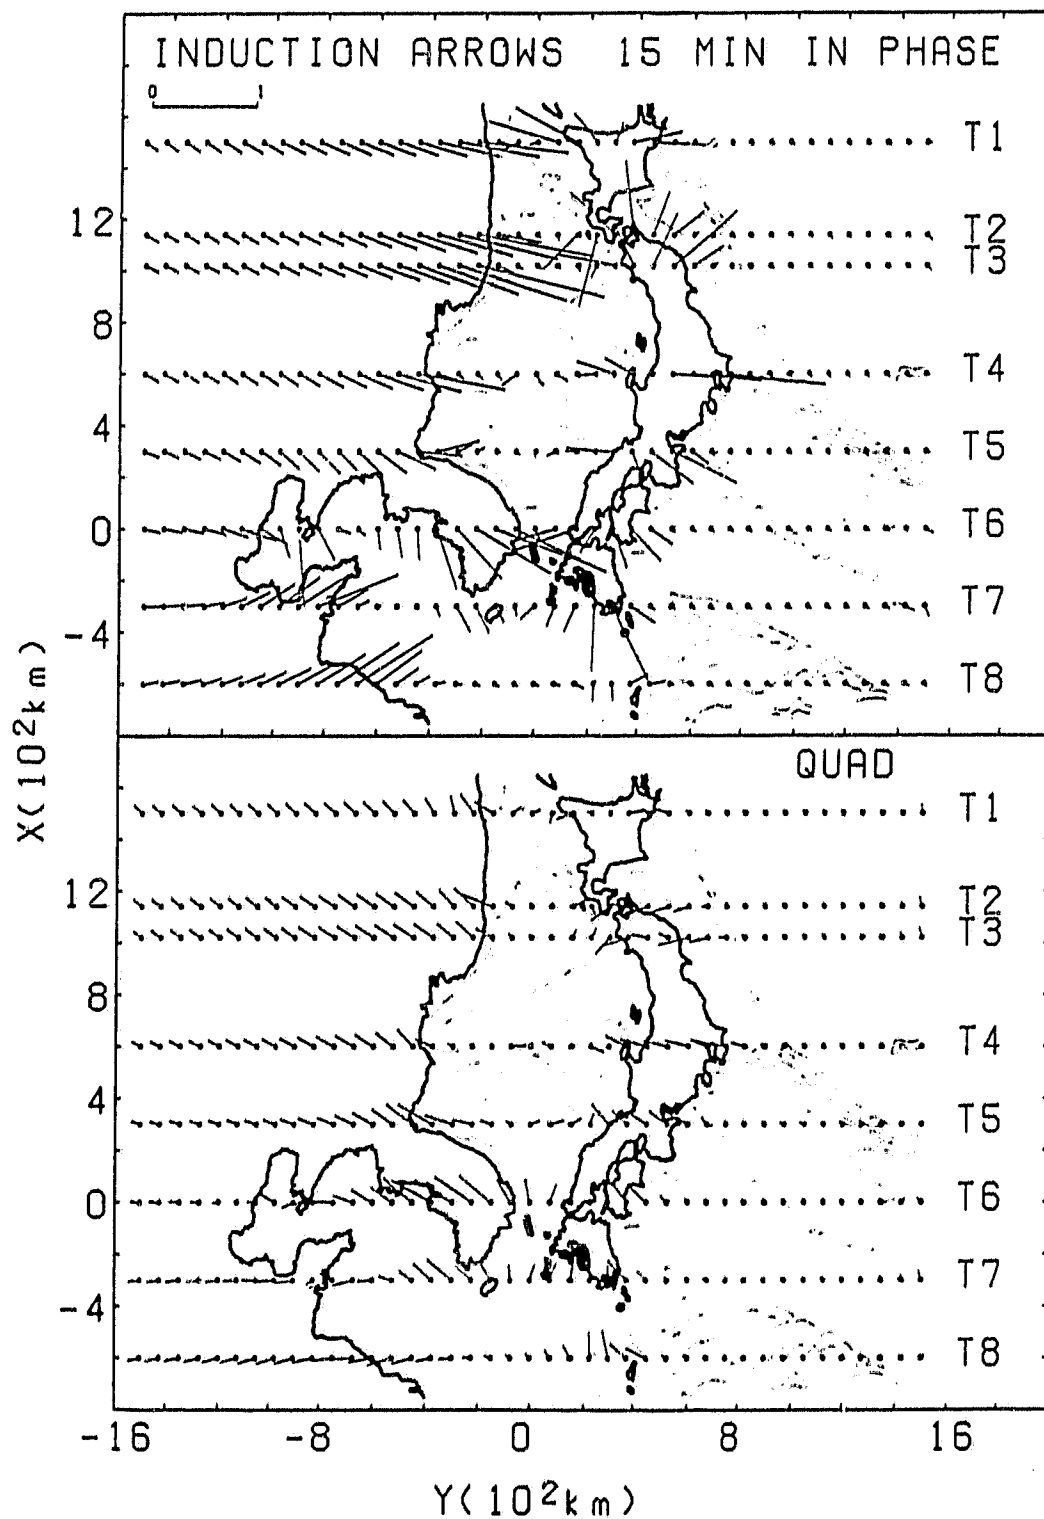 INDUCTION ARROWS 15 MIN IN PHASE
0 1
T1
12
T2
T3
8
T4
4
T5
0
T6
T7
-4
T8
X(10²km)
QUAD
T1
12
T2
T3
8
T4
4
T5
0
T6
T7
-4
T8
-16 -8 0 8 16
Y(10²km)